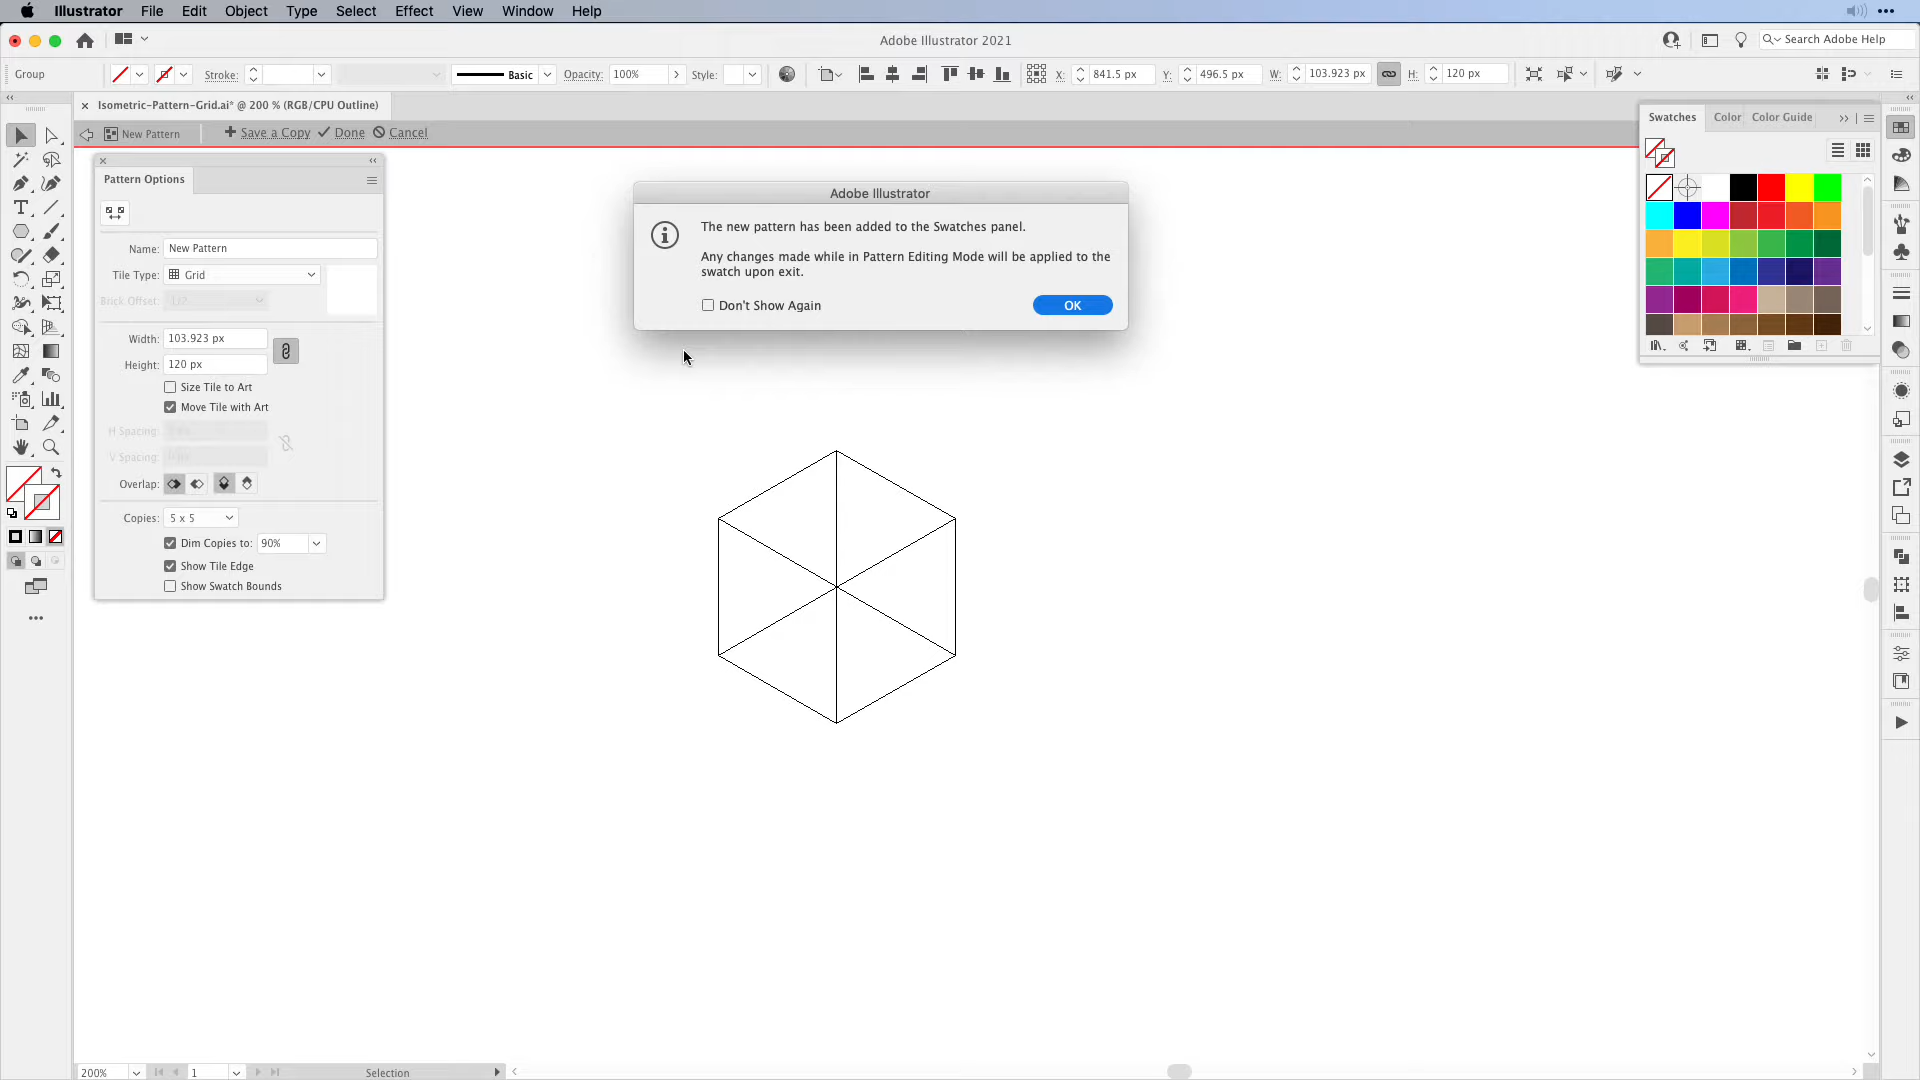 Illustrator File Edit Object Type Select Effect View Window Help
Adobe Illustrator 2021
Search Adobe Help
Group
Stroke:
Basic
Opacity: 100%
Style:
X: 841.5 px
Y: 496.5 px
W: 103.923 px
H: 120 px
Isometric-Pattern-Grid.ai* @ 200 % (RGB/CPU Outline)
New Pattern
Save a Copy
Done
Cancel
Swatches
Color
Color Guide
Pattern Options
Name: New Pattern
Tile Type: Grid
Brick Offset: 1/2
Width: 103.923 px
Height: 120 px
Size Tile to Art
Move Tile with Art
H Spacing:
V Spacing:
Overlap:
Copies: 5 x 5
Dim Copies to: 90%
Show Tile Edge
Show Swatch Bounds
Adobe Illustrator
The new pattern has been added to the Swatches panel.
Any changes made while in Pattern Editing Mode will be applied to the
swatch upon exit.
Don't Show Again
OK
200%
1
Selection